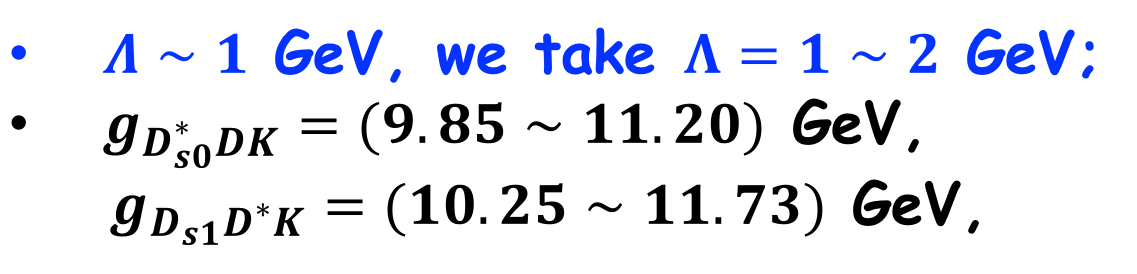 • Λ ~ 1 GeV, we take Λ = 1 ~ 2 GeV;
• g_{D_{s0}^*DK} = (9.85 ~ 11.20) GeV,
g_{D_{s1}D^*K} = (10.25 ~ 11.73) GeV,